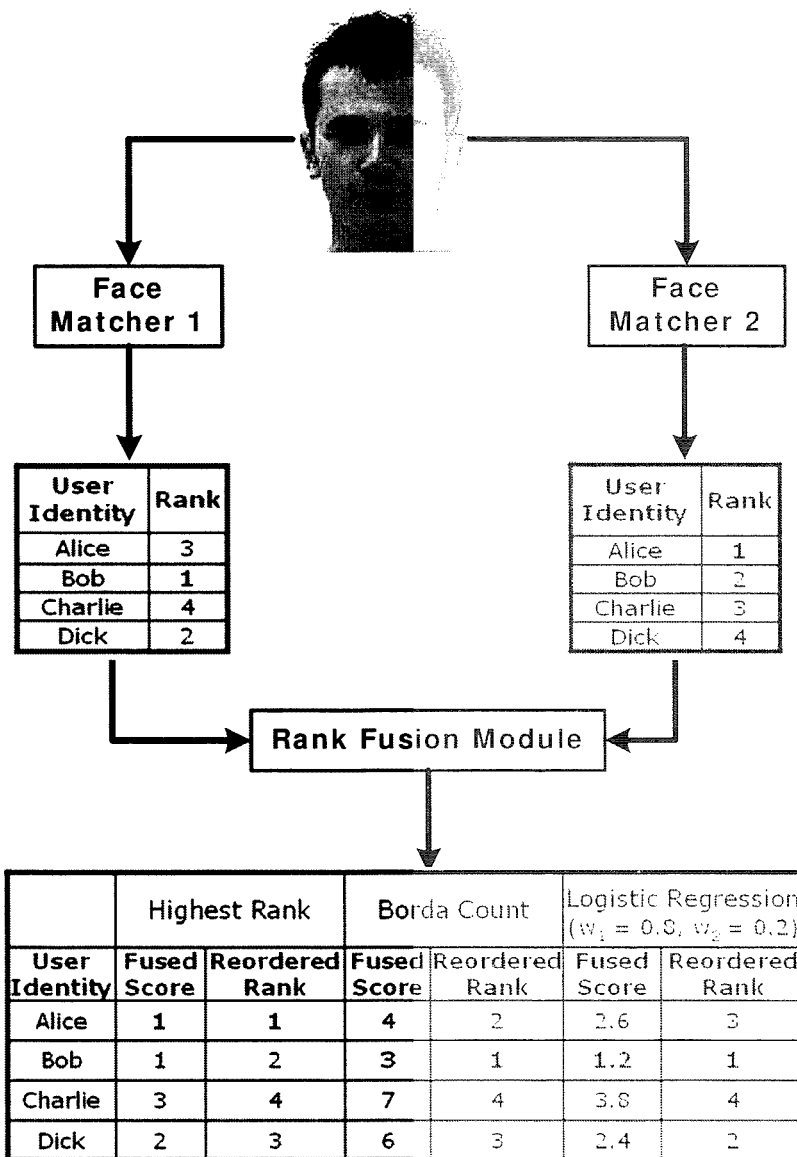 Face
Matcher 1
Face
Matcher 2
User Identity Rank
Alice 3
Bob 1
Charlie 4
Dick 2
User Identity Rank
Alice 1
Bob 2
Charlie 3
Dick 4
Rank Fusion Module
Highest Rank Borda Count Logistic Regression
(w₁ = 0.8, w₂ = 0.2)
User Identity Fused Score Reordered Rank Fused Score Reordered Rank Fused Score Reordered Rank
Alice 1 1 4 2 2.6 3
Bob 1 2 3 1 1.2 1
Charlie 3 4 7 4 3.8 4
Dick 2 3 6 3 2.4 2